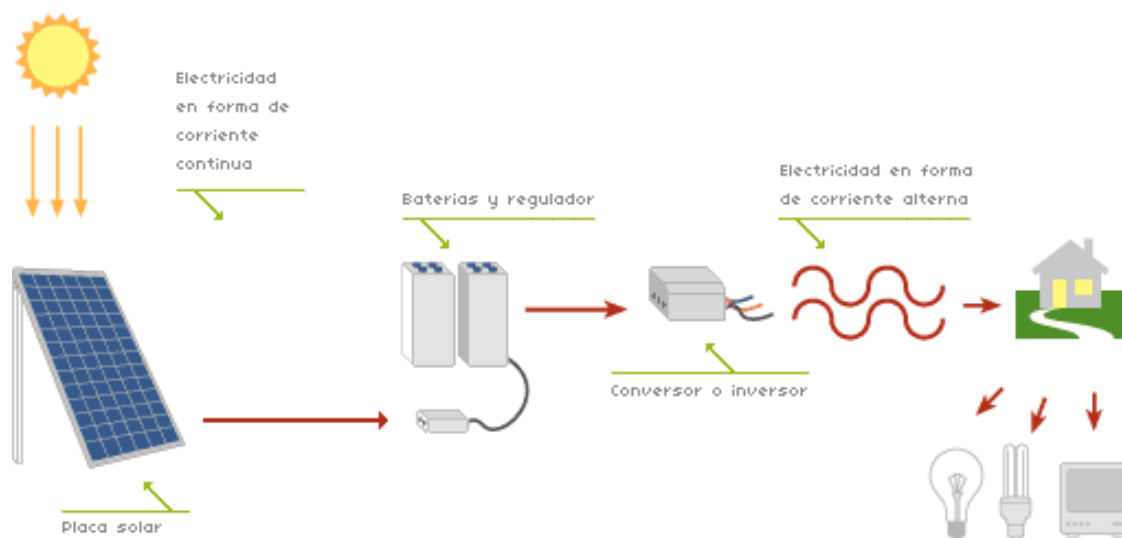 Electricidad
en forma de
corriente
continua
Baterias y regulador
Electricidad en forma
de corriente alterna
Conversor o inversor
Placa solar